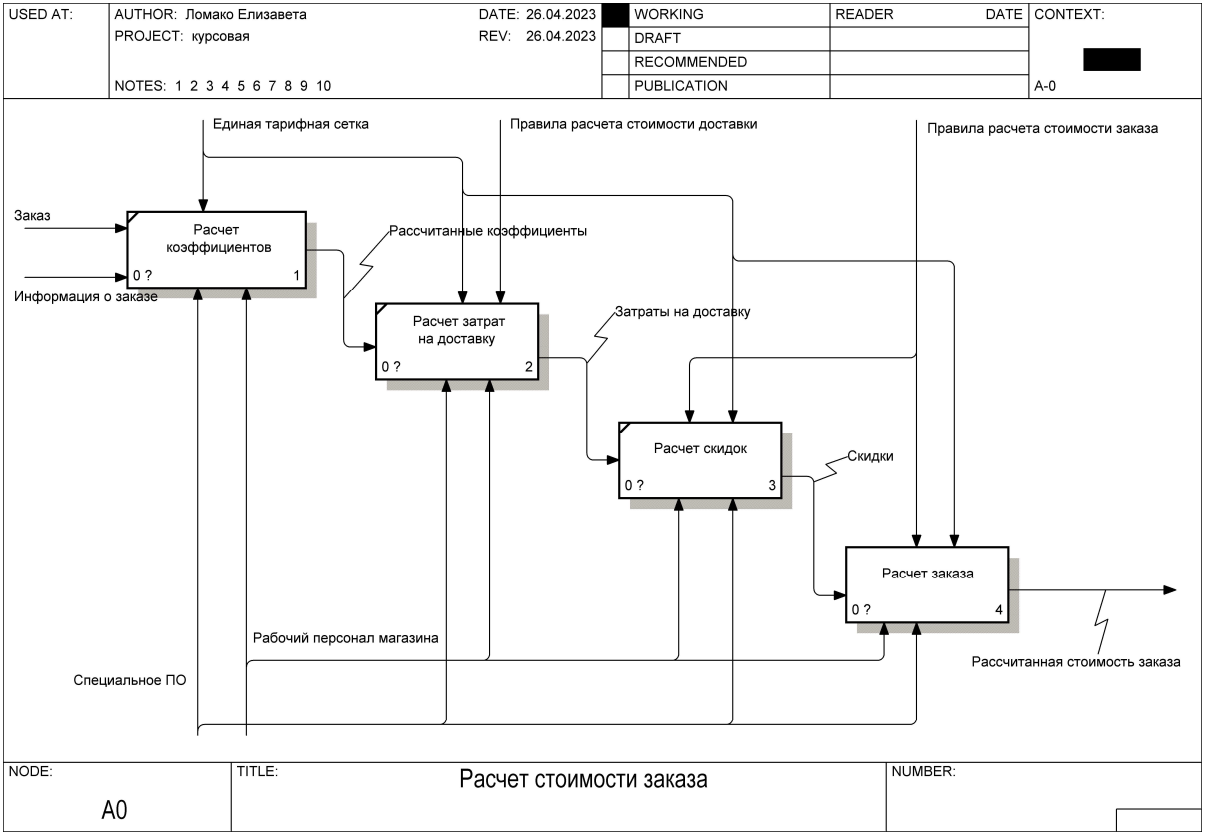 USED AT:
AUTHOR: Ломако Елизавета
DATE: 26.04.2023
WORKING
READER
DATE
CONTEXT:
PROJECT: курсовая
REV: 26.04.2023
DRAFT
RECOMMENDED
NOTES: 1 2 3 4 5 6 7 8 9 10
PUBLICATION
A-0
Единая тарифная сетка
Правила расчета стоимости доставки
Правила расчета стоимости заказа
Заказ
Расчет
коэффициентов
0 ?
1
Информация о заказе
Рассчитанные коэффициенты
Расчет затрат
на доставку
0 ?
2
Затраты на доставку
Расчет скидок
0 ?
3
Скидки
Расчет заказа
0 ?
4
Рабочий персонал магазина
Рассчитанная стоимость заказа
Специальное ПО
NODE:
TITLE:
NUMBER:
A0
Расчет стоимости заказа